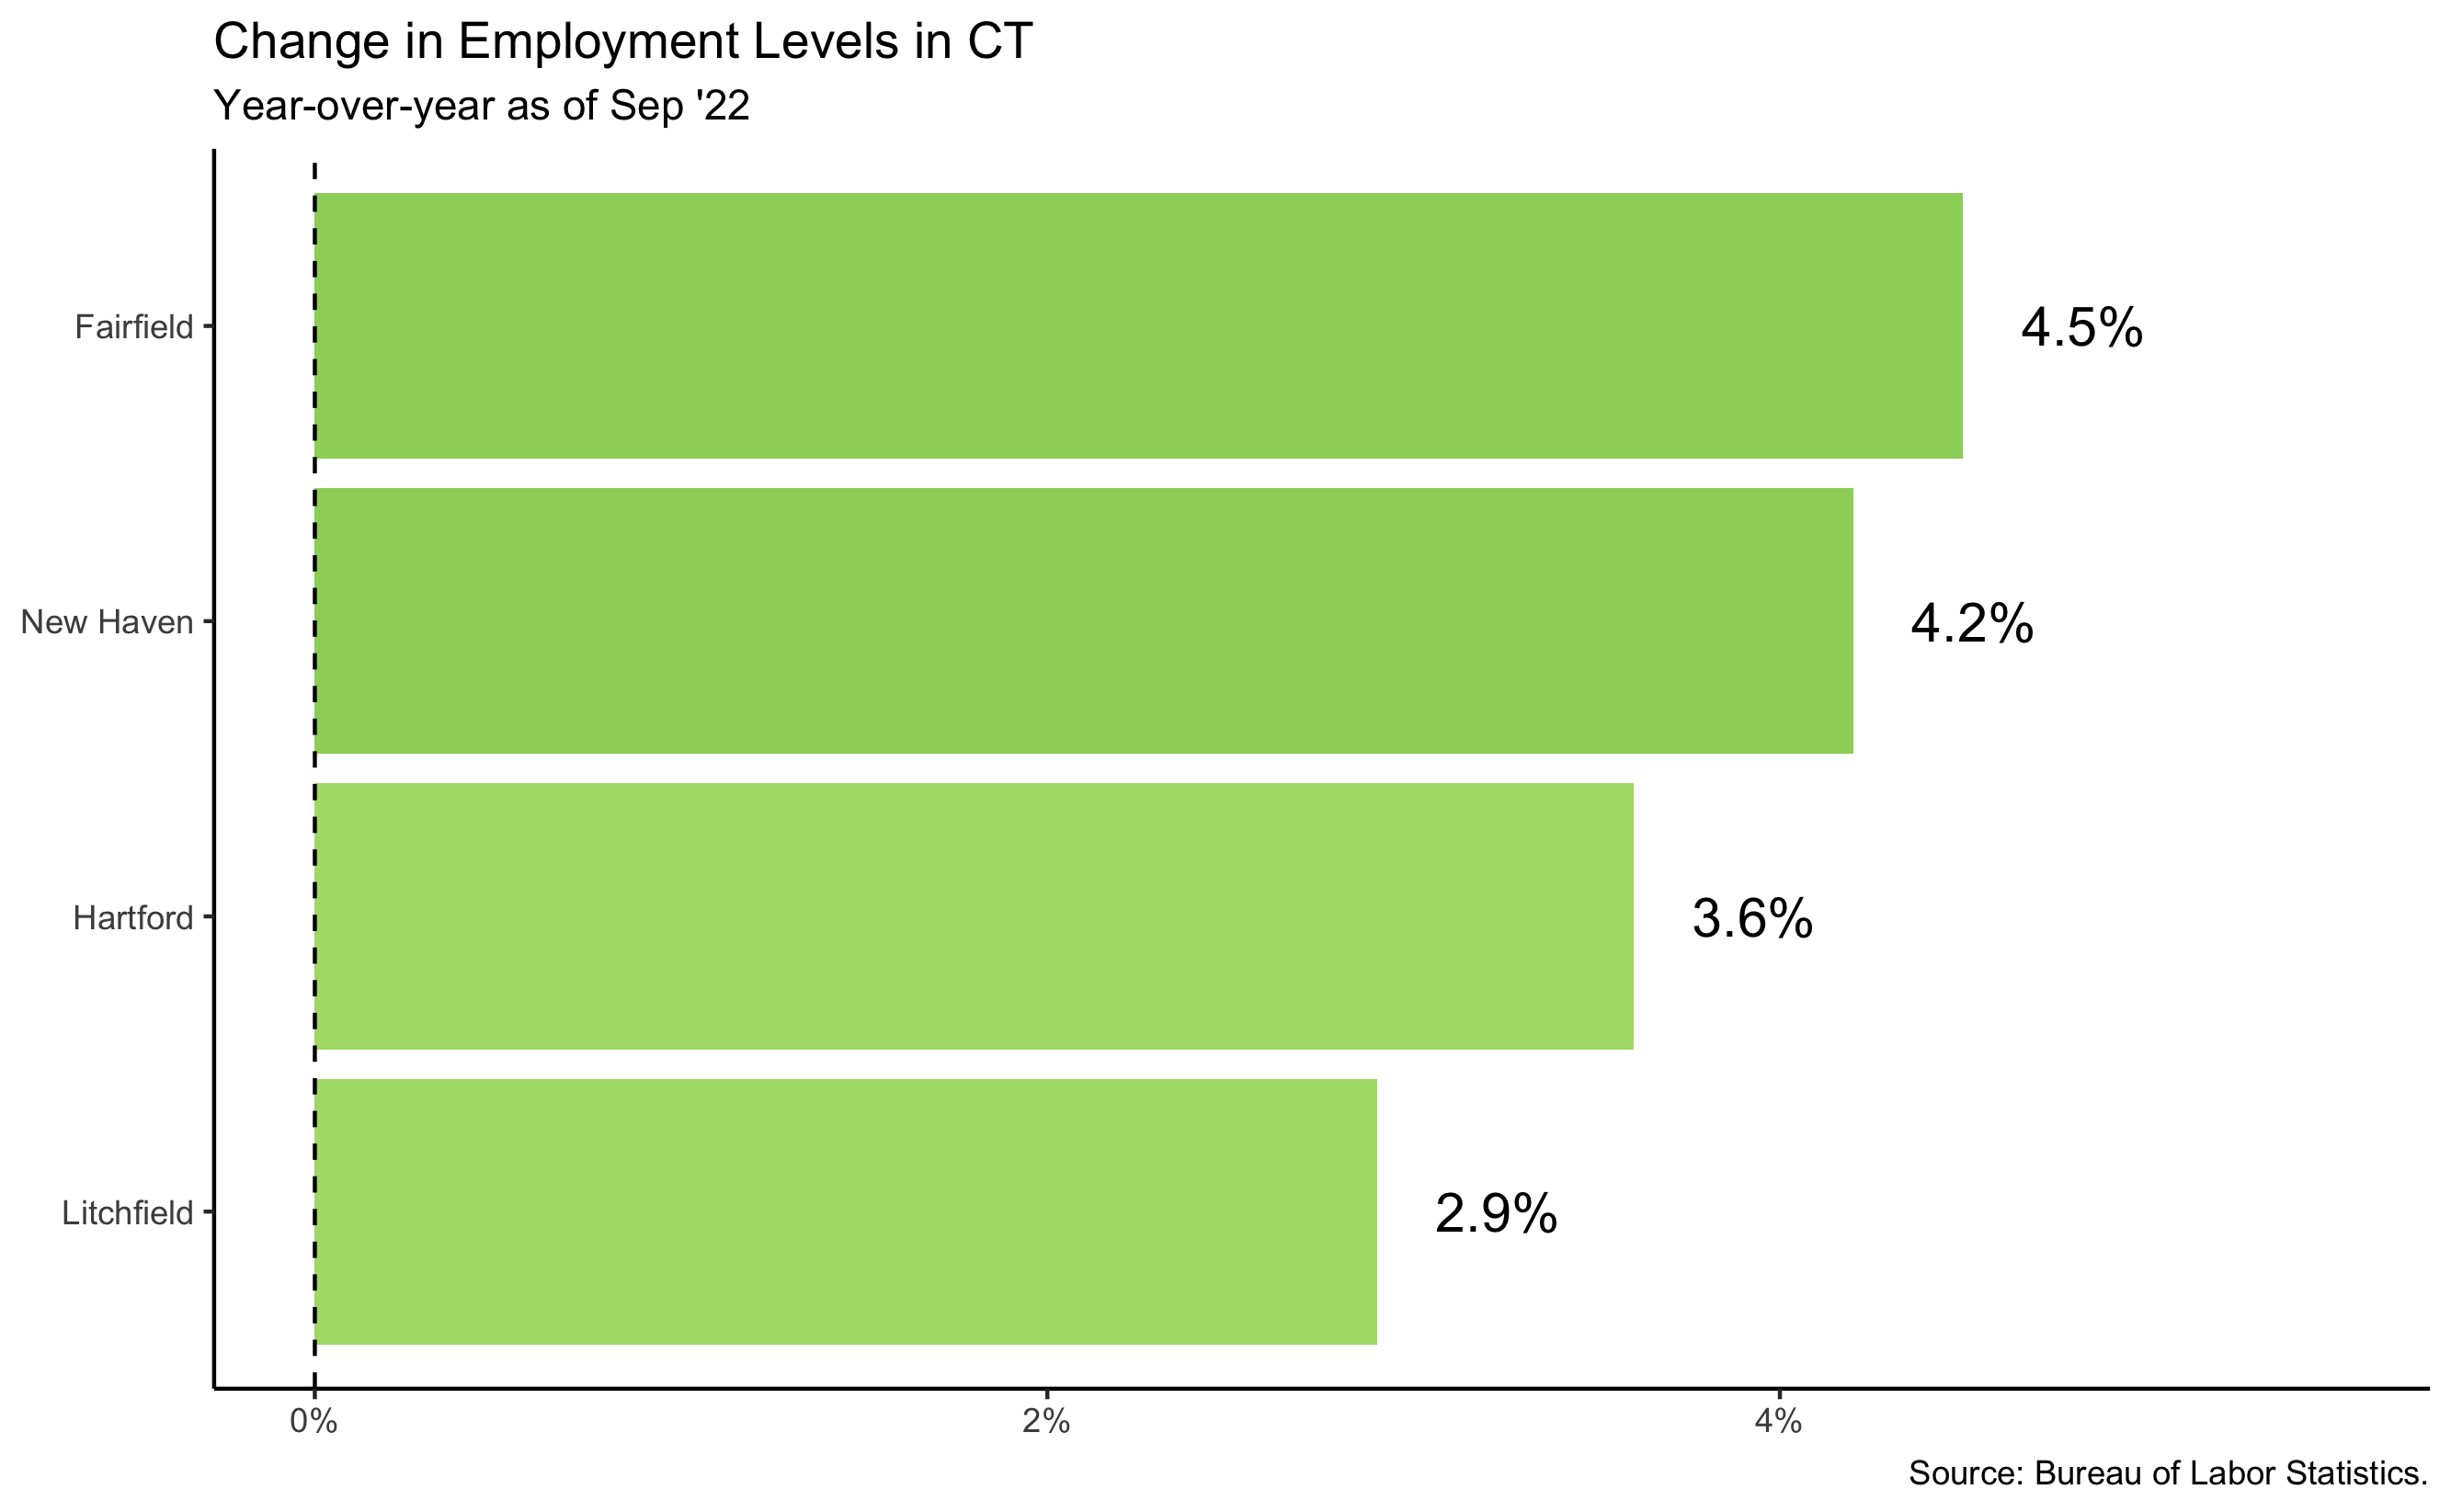 Change in Employment Levels in CT
Year-over-year as of Sep '22
Fairfield
4.5%
New Haven
4.2%
Hartford
3.6%
Litchfield
2.9%
0%
2%
4%
Source: Bureau of Labor Statistics.